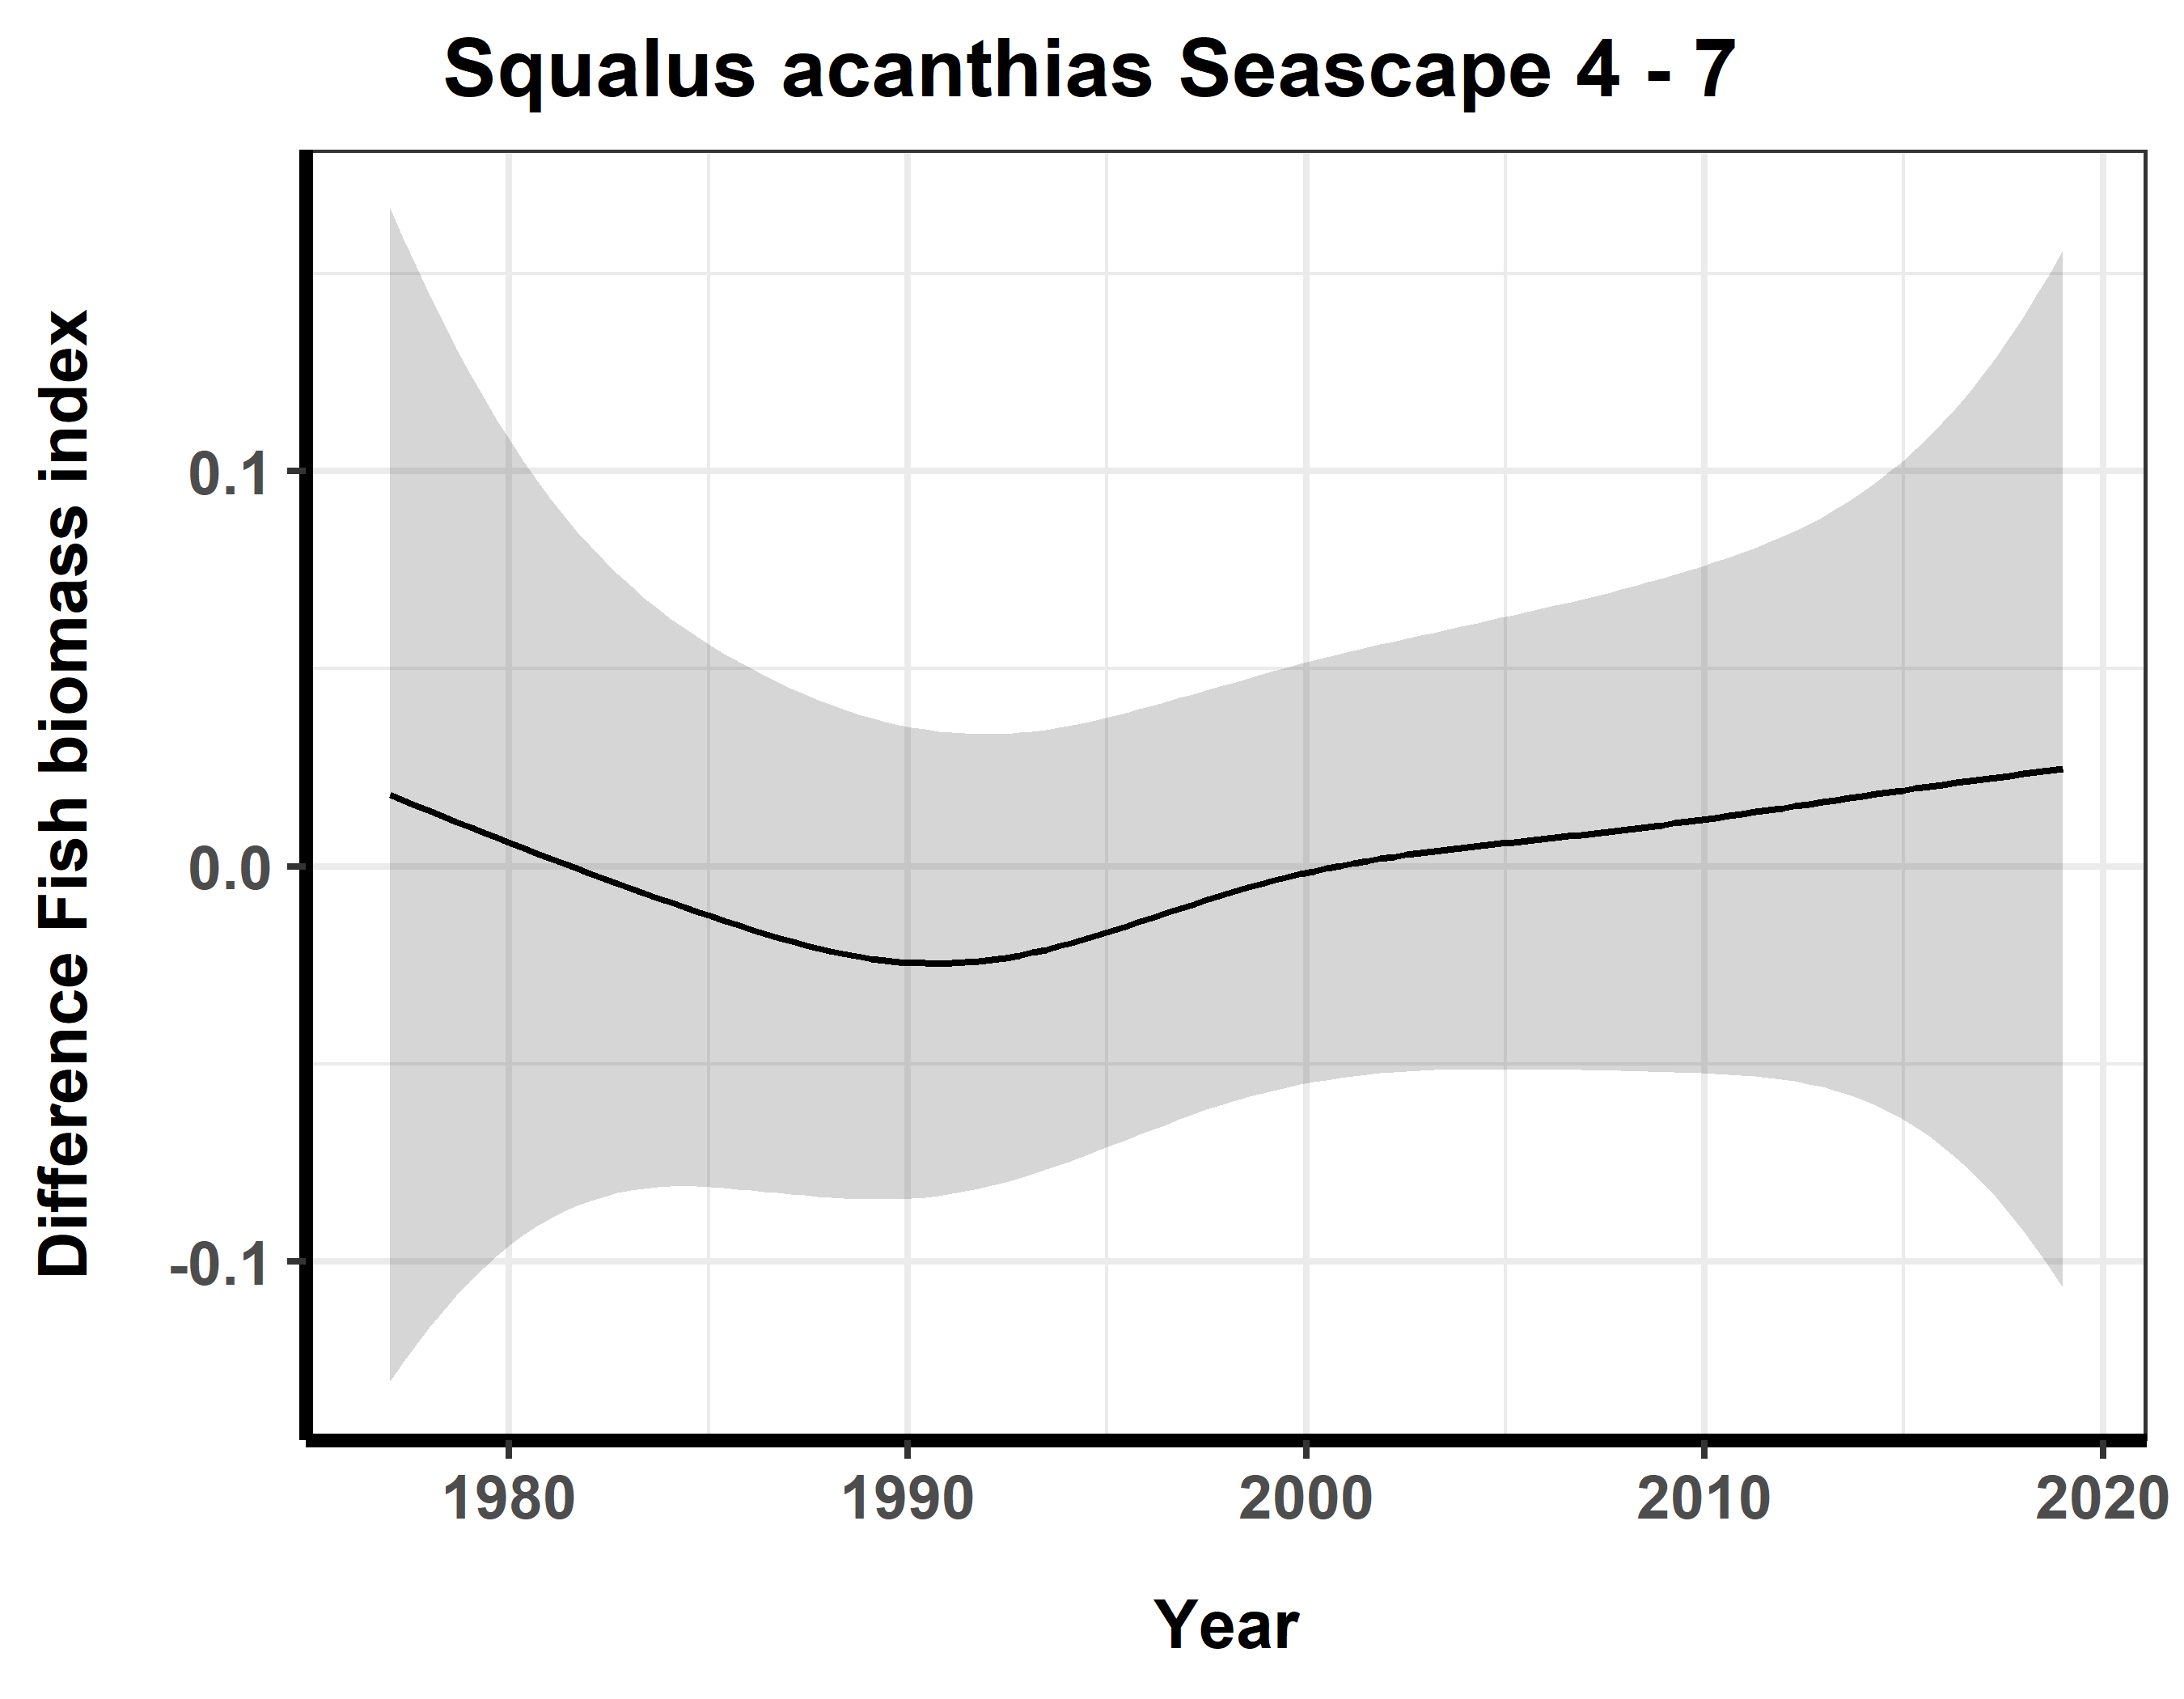 Squalus acanthias Seascape 4 - 7
Difference Fish biomass index
0.1
0.0
-0.1
1980 1990 2000 2010 2020
Year